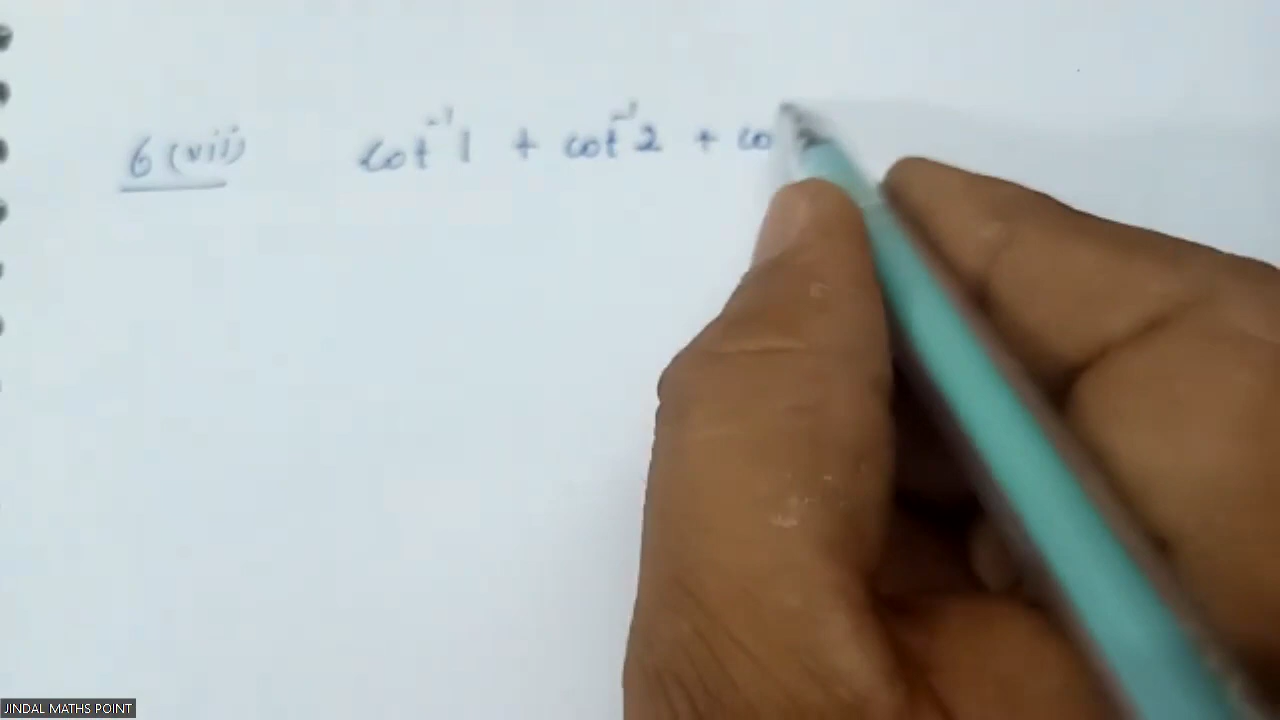 6 (vii) cot⁻¹ 1 + cot⁻¹ 2 + co
JINDAL MATHS POINT